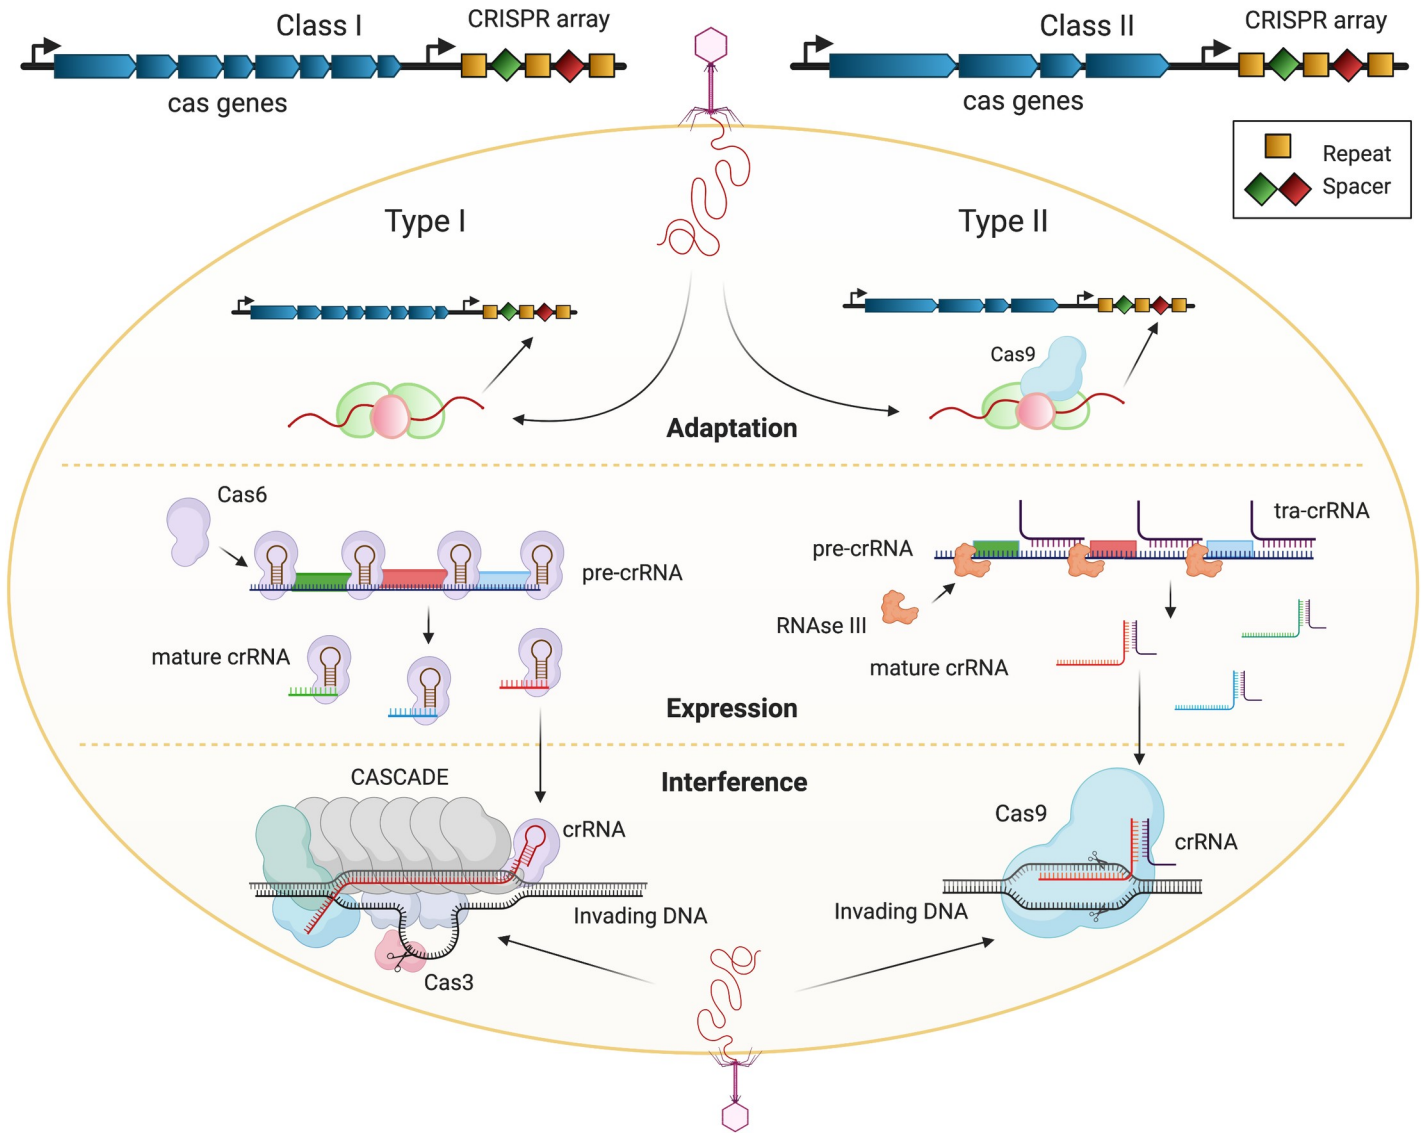 Class I
CRISPR array
cas genes
Class II
CRISPR array
cas genes
Repeat
Spacer
Type I
Type II
Cas9
Adaptation
Cas6
pre-crRNA
mature crRNA
tra-crRNA
pre-crRNA
RNAse III
mature crRNA
Expression
Interference
CASCADE
crRNA
Invading DNA
Cas3
Cas9
crRNA
Invading DNA